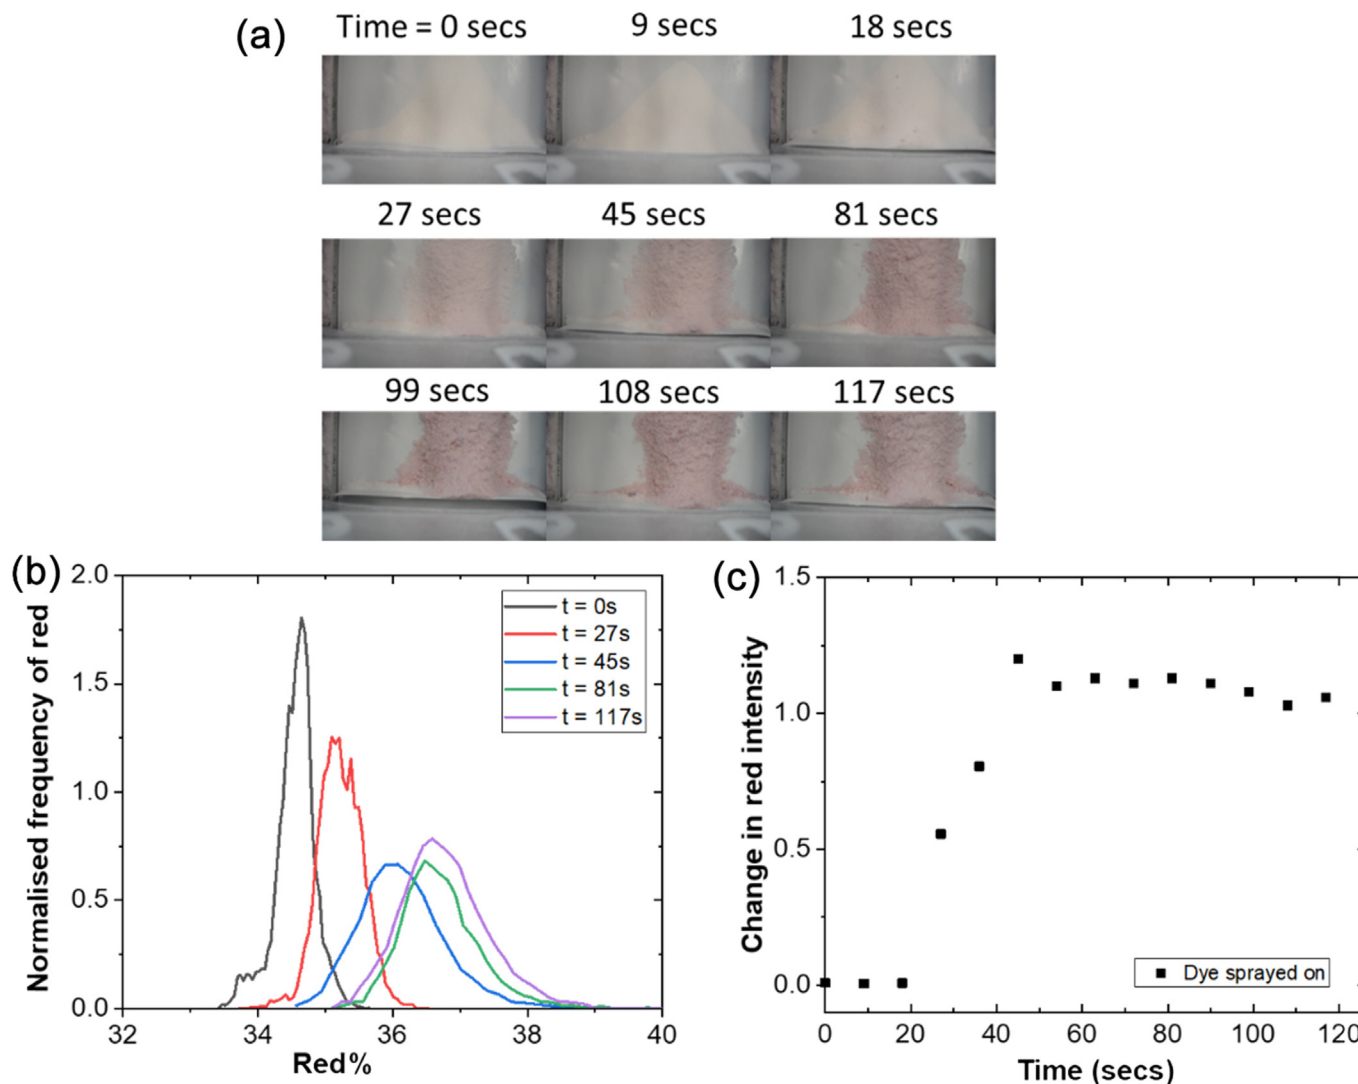 (a)
Time = 0 secs 9 secs 18 secs
27 secs 45 secs 81 secs
99 secs 108 secs 117 secs
(b)
2.0
1.5
1.0
0.5
0.0
32 34 36 38 40
Normalised frequency of red
Red%
t = 0s
t = 27s
t = 45s
t = 81s
t = 117s
(c)
1.5
1.0
0.5
0.0
0 20 40 60 80 100 120
Change in red intensity
Time (secs)
Dye sprayed on